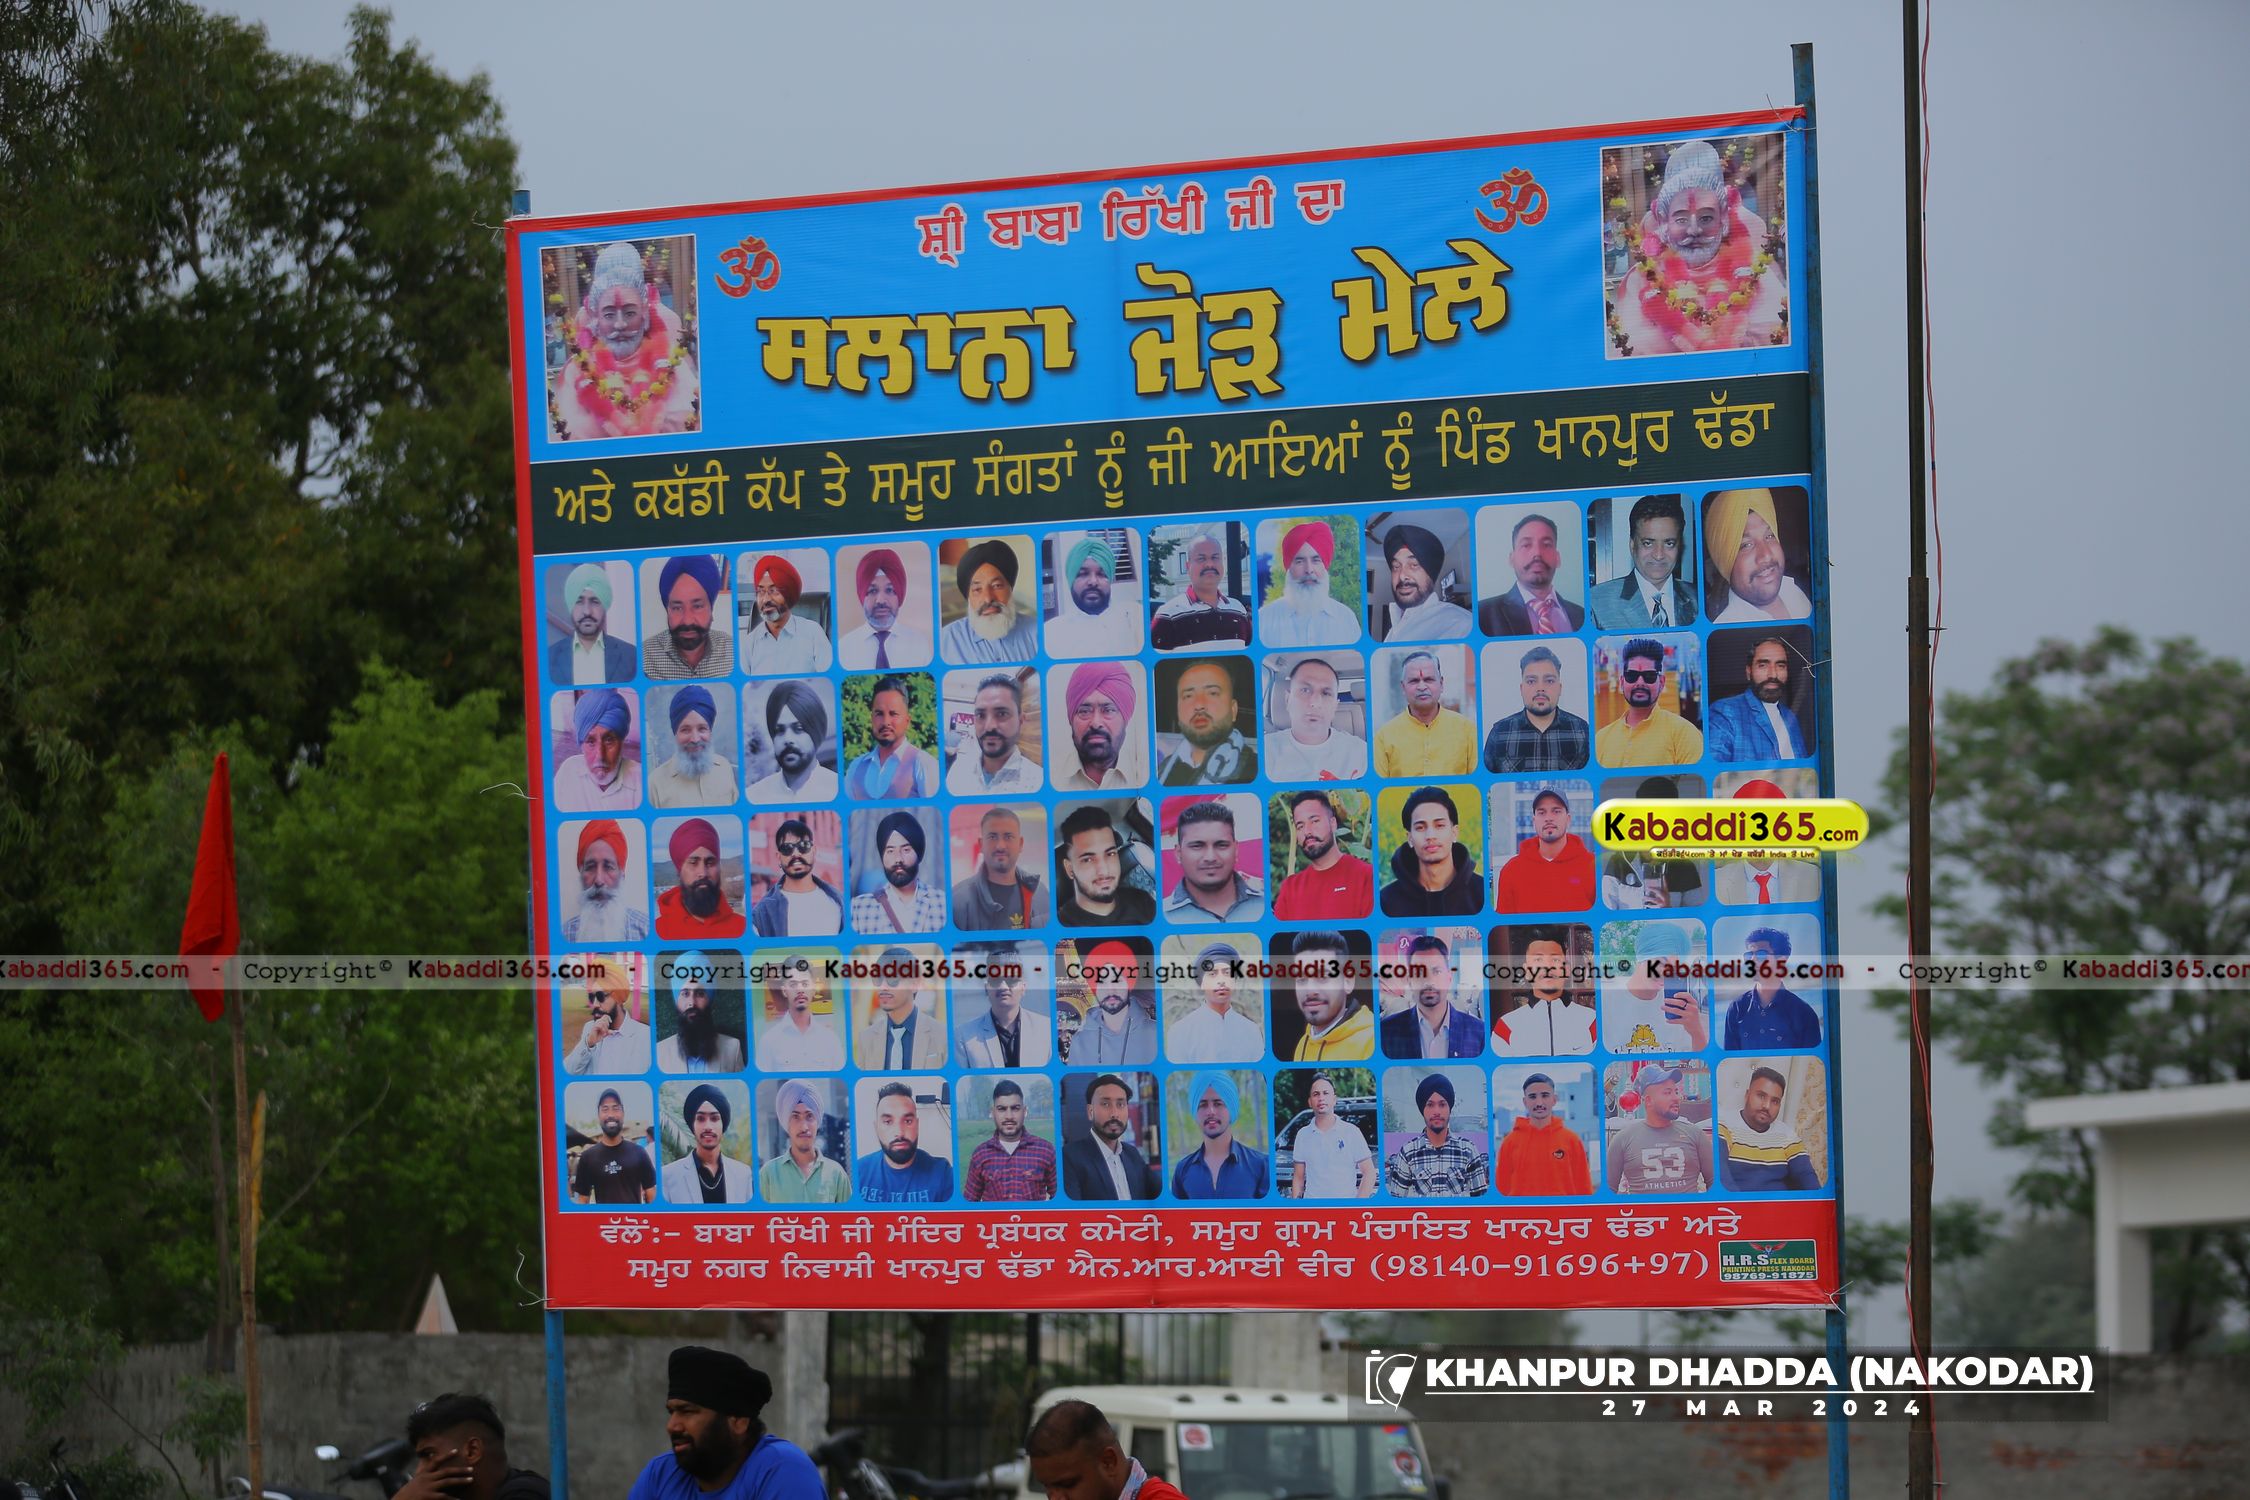 ਸ਼੍ਰੀ ਬਾਬਾ ਰਿੱਖੀ ਜੀ ਦਾ
ਸਲਾਨਾ ਜੋੜ ਮੇਲੇ
ਅਤੇ ਕਬੱਡੀ ਕੱਪ ਤੇ ਸਮੂਹ ਸੰਗਤਾਂ ਨੂੰ ਜੀ ਆਇਆਂ ਨੂੰ ਪਿੰਡ ਖਾਨਪੁਰ ਢੱਡਾ
Kabaddi365.com
Kabaddi365.com - Copyright© Kabaddi365.com - Copyright© Kabaddi365.com - Copyright© Kabaddi365.com - Copyright© Kabaddi365.com - Copyright© Kabaddi365.com
53
ATHLETICS
ਵੱਲੋਂ:- ਬਾਬਾ ਰਿੱਖੀ ਜੀ ਮੰਦਿਰ ਪ੍ਰਬੰਧਕ ਕਮੇਟੀ, ਸਮੂਹ ਗ੍ਰਾਮ ਪੰਚਾਇਤ ਖਾਨਪੁਰ ਢੱਡਾ ਅਤੇ
ਸਮੂਹ ਨਗਰ ਨਿਵਾਸੀ ਖਾਨਪੁਰ ਢੱਡਾ ਐਨ.ਆਰ.ਆਈ ਵੀਰ (98140-91696+97)
H.R.S FLEX BOARD
PRINTING PRESS NAKODAR
98769-91875
KHANPUR DHADDA (NAKODAR)
27 MAR 2024